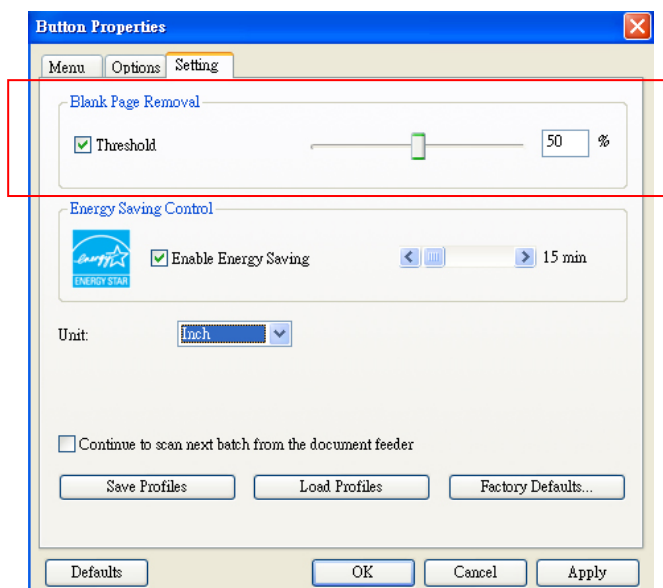 Button Properties
Menu Options Setting
Blank Page Removal
Threshold 50 %
Energy Saving Control
energy
ENERGY STAR
Enable Energy Saving 15 min
Unit: Inch
Continue to scan next batch from the document feeder
Save Profiles Load Profiles Factory Defaults...
Defaults OK Cancel Apply